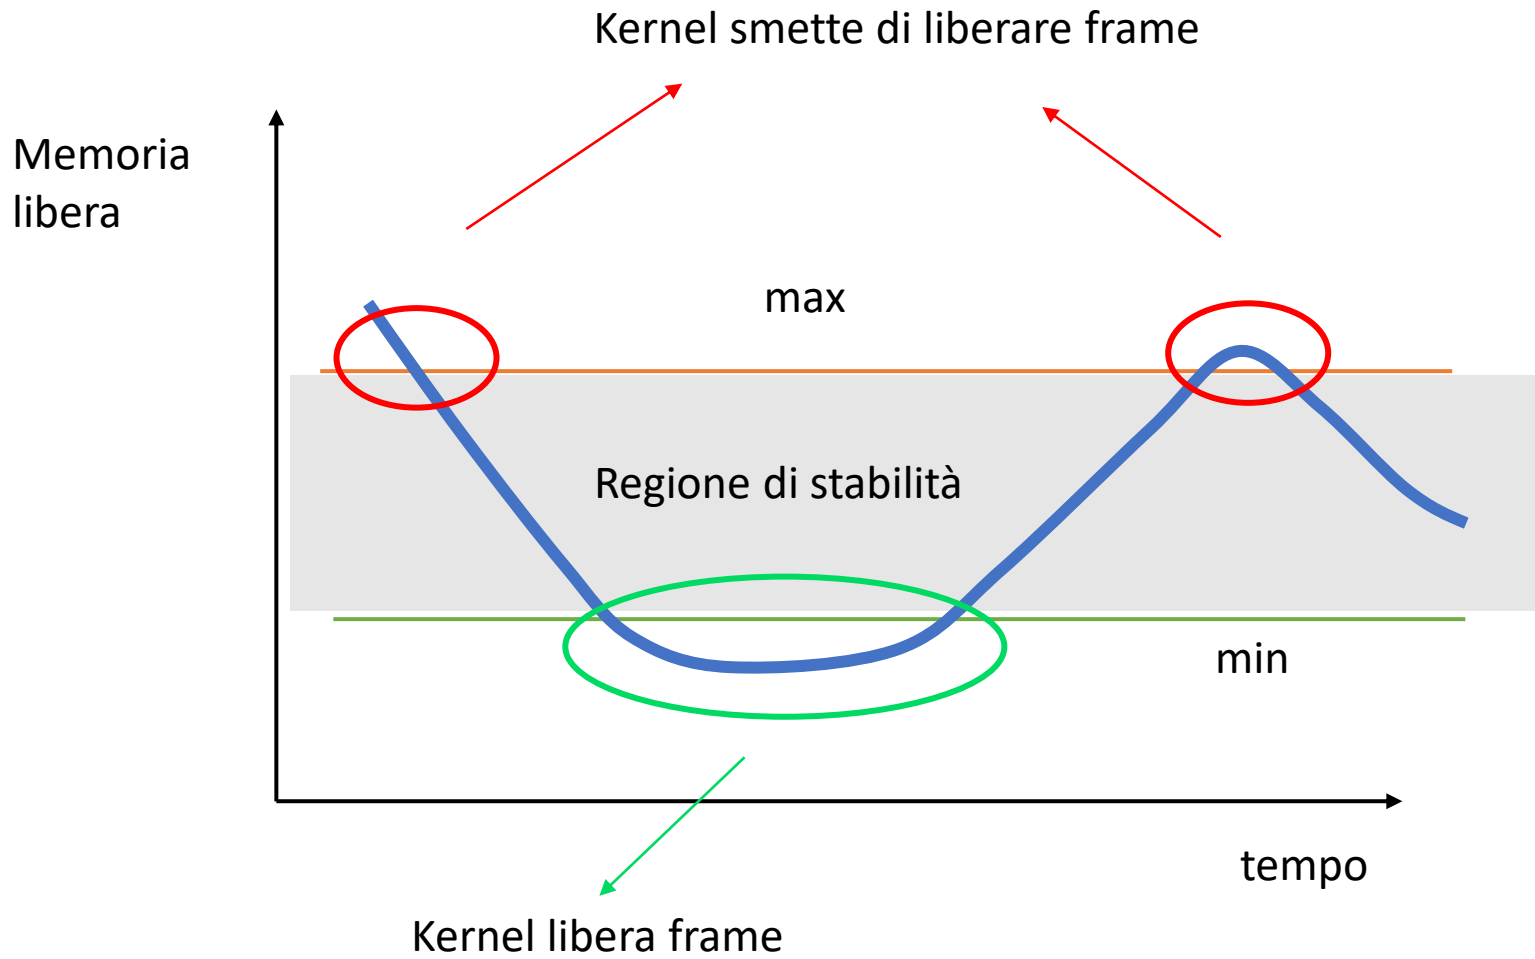 Kernel smette di liberare frame
Memoria
libera
max
Regione di stabilità
min
tempo
Kernel libera frame